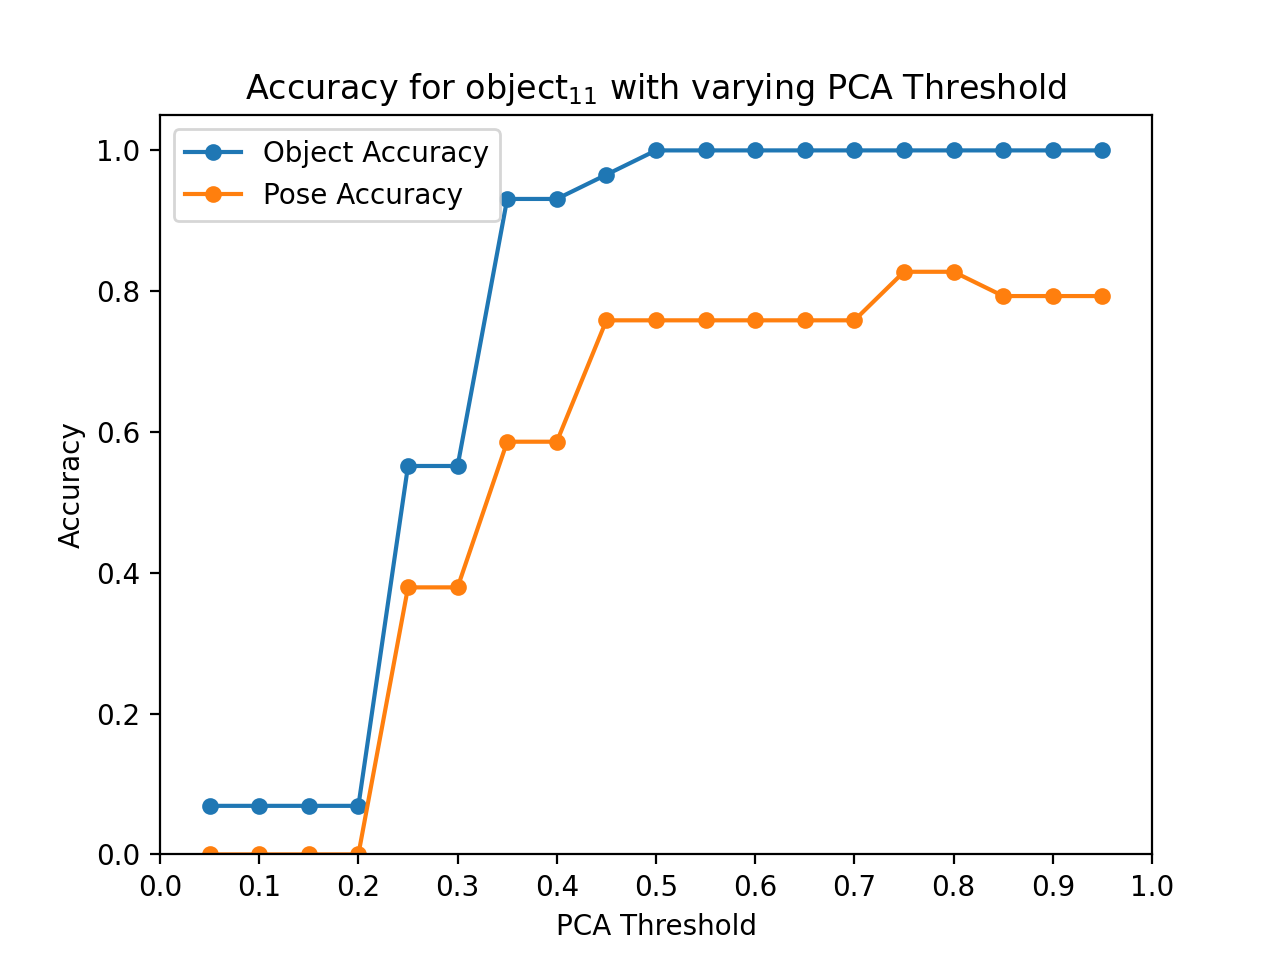 Accuracy for object₁₁ with varying PCA Threshold
Object Accuracy
Pose Accuracy
1.0
0.8
0.6
0.4
0.2
0.0
Accuracy
0.0 0.1 0.2 0.3 0.4 0.5 0.6 0.7 0.8 0.9 1.0
PCA Threshold